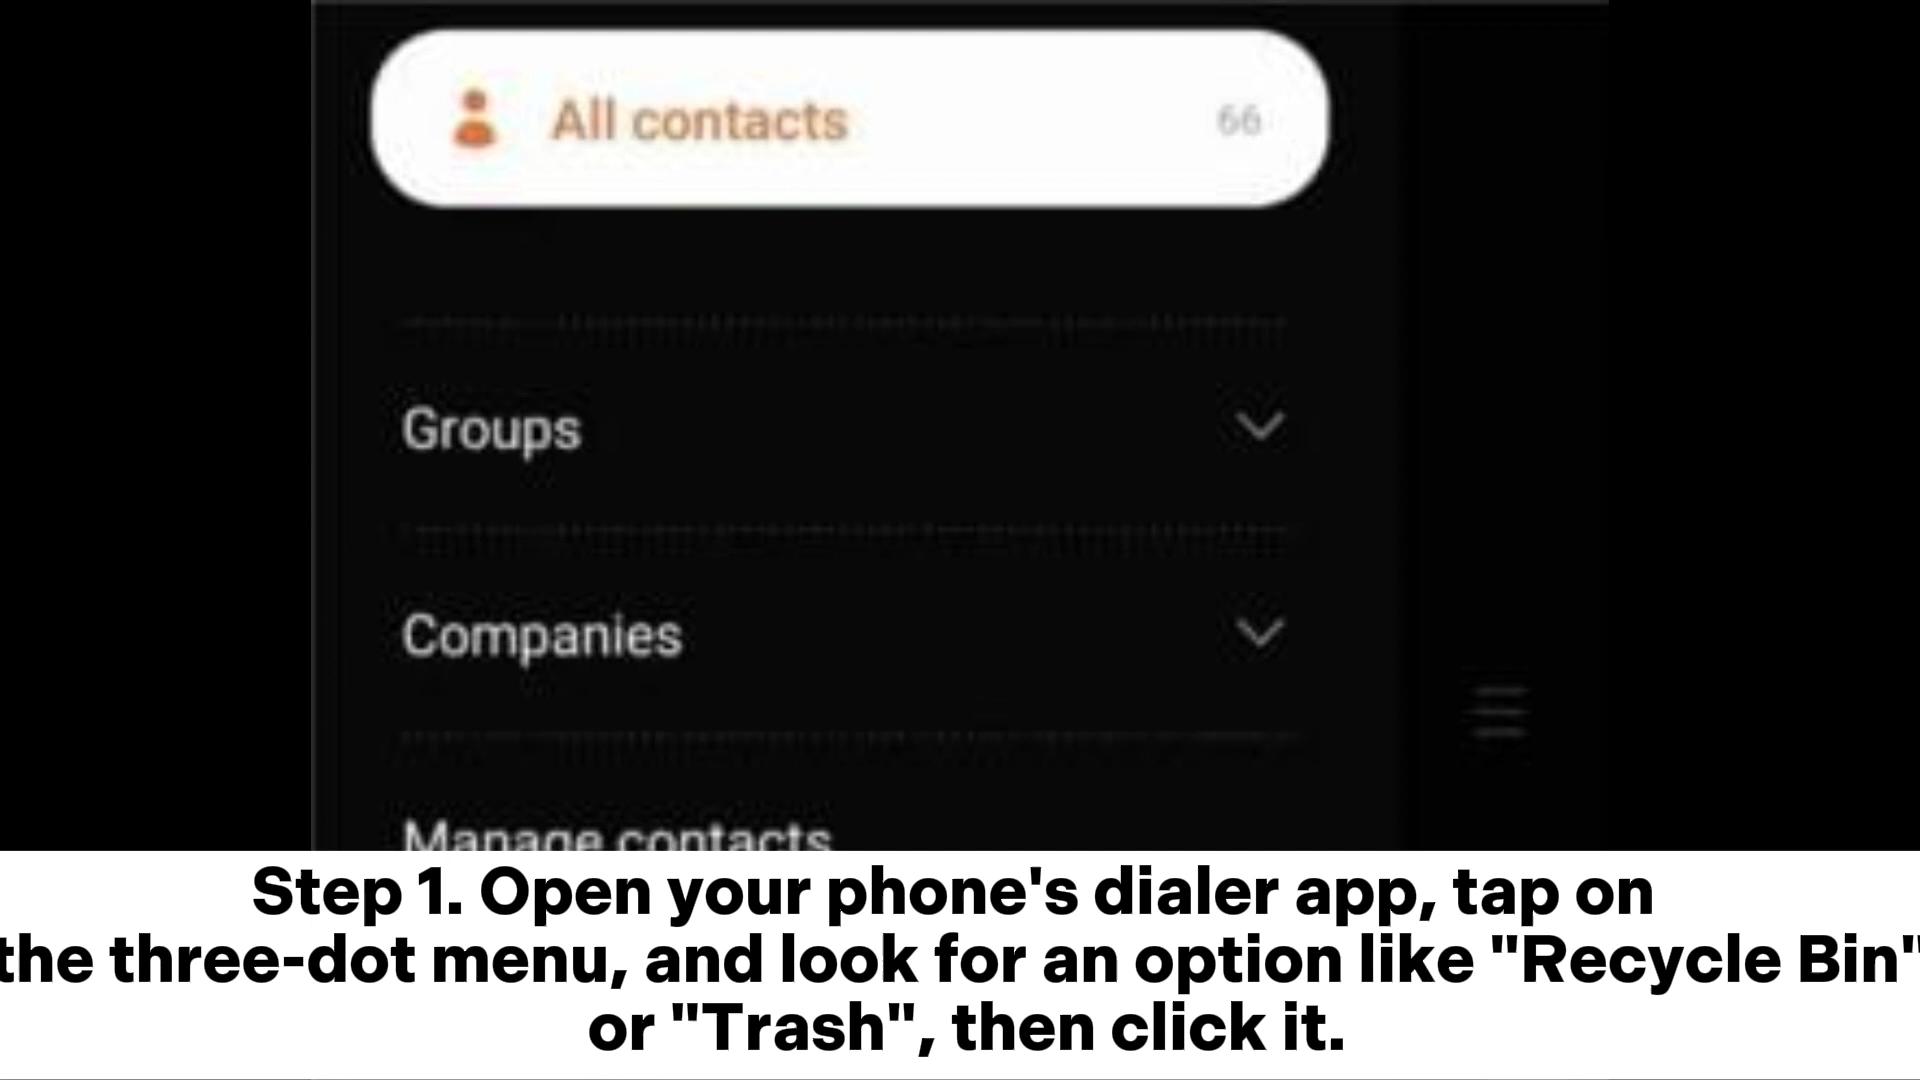 All contacts 66
Groups
Companies
Manage contacts
Step 1. Open your phone's dialer app, tap on
the three-dot menu, and look for an option like "Recycle Bin"
or "Trash", then click it.